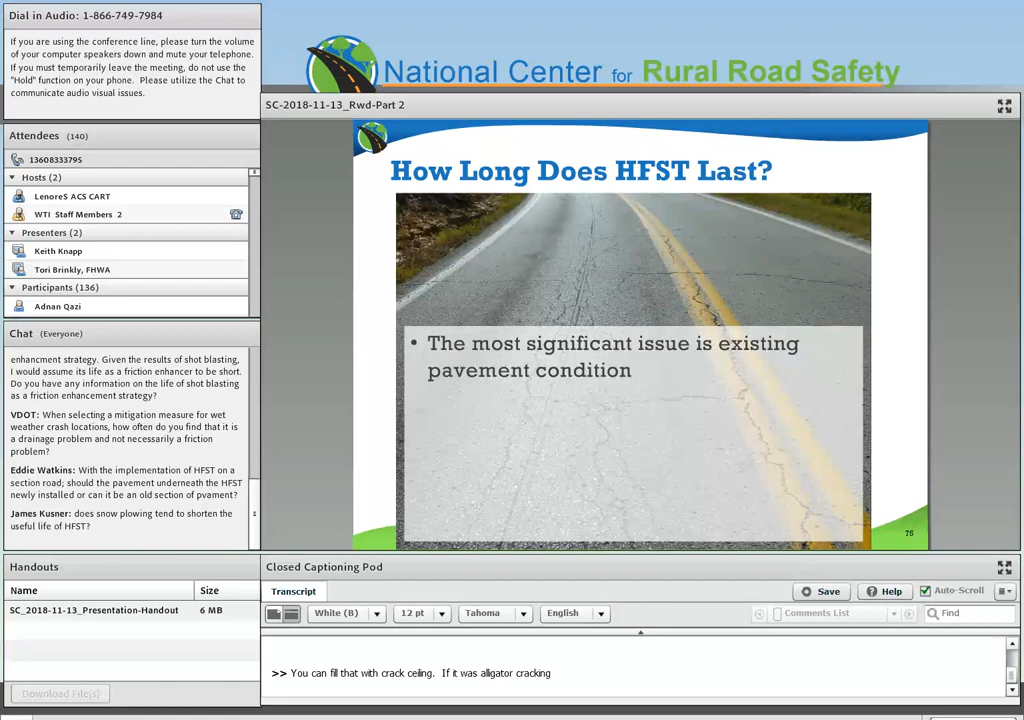 Dial in Audio: 1-866-749-7984
If you are using the conference line, please turn the volume
of your computer speakers down and mute your telephone.
If you must temporarily leave the meeting, do not use the
"Hold" function on your phone.  Please utilize the Chat to
communicate audio visual issues.
National Center for Rural Road Safety
SC-2018-11-13_Rwd-Part 2
Attendees (140)
13608333795
Hosts (2)
LenoreS ACS CART
WTI Staff Members 2
Presenters (2)
Keith Knapp
Tori Brinkly, FHWA
Participants (136)
Adnan Qazi
How Long Does HFST Last?
• The most significant issue is existing
pavement condition
75
Chat (Everyone)
enhancment strategy. Given the results of shot blasting,
I would assume its life as a friction enhancer to be short.
Do you have any information on the life of shot blasting
as a friction enhancement strategy?
VDOT: When selecting a mitigation measure for wet
weather crash locations, how often do you find that it is
a drainage problem and not necessarily a friction
problem?
Eddie Watkins: With the implementation of HFST on a
section road; should the pavement underneath the HFST
newly installed or can it be an old section of pvament?
James Kusner: does snow plowing tend to shorten the
useful life of HFST?
Handouts
Name Size
SC_2018-11-13_Presentation-Handout 6 MB
Download File(s)
Closed Captioning Pod
Transcript
Save Help Auto-Scroll
White (B) 12 pt Tahoma English Comments List Find
>> You can fill that with crack ceiling.  If it was alligator cracking